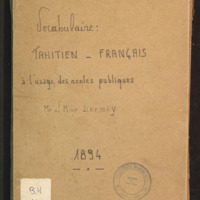 Vocabulaire:
TAHITIEN - FRANÇAIS
à l'usage des écoles publiques
1894